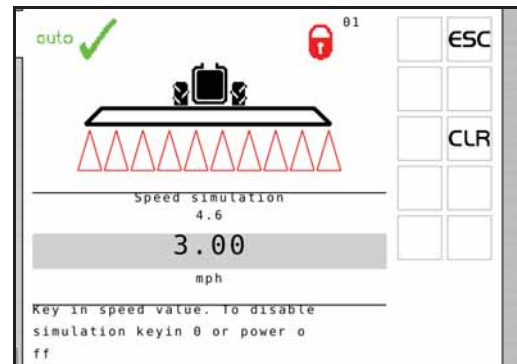 auto
01
ESC
CLR
Speed simulation
4.6
3.00
mph
Key in speed value. To disable
simulation keyin 0 or power o
ff